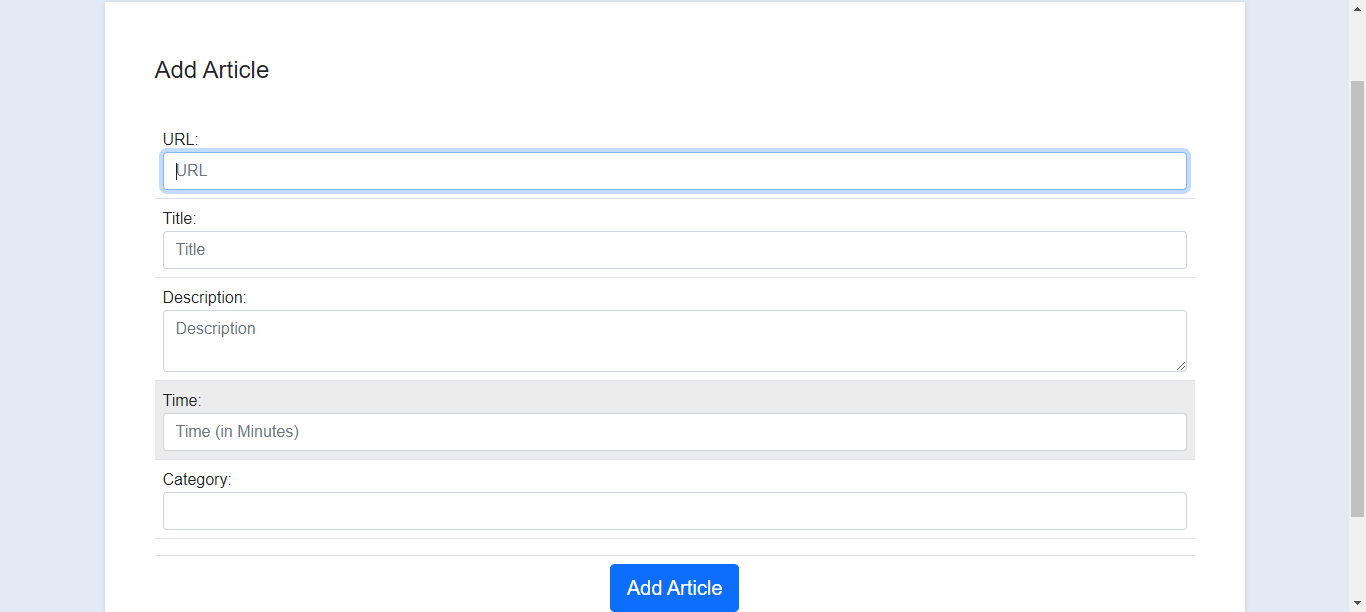 Add Article
URL:
URL
Title:
Title
Description:
Description
Time:
Time (in Minutes)
Category:
Add Article